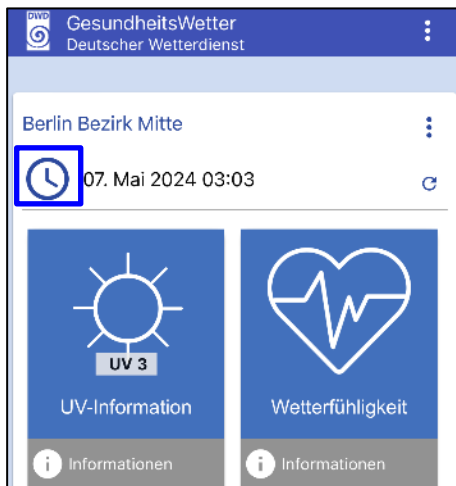 DWD
GesundheitsWetter
Deutscher Wetterdienst
Berlin Bezirk Mitte
07. Mai 2024 03:03
UV 3
UV-Information
Wetterfühligkeit
i Informationen
i Informationen